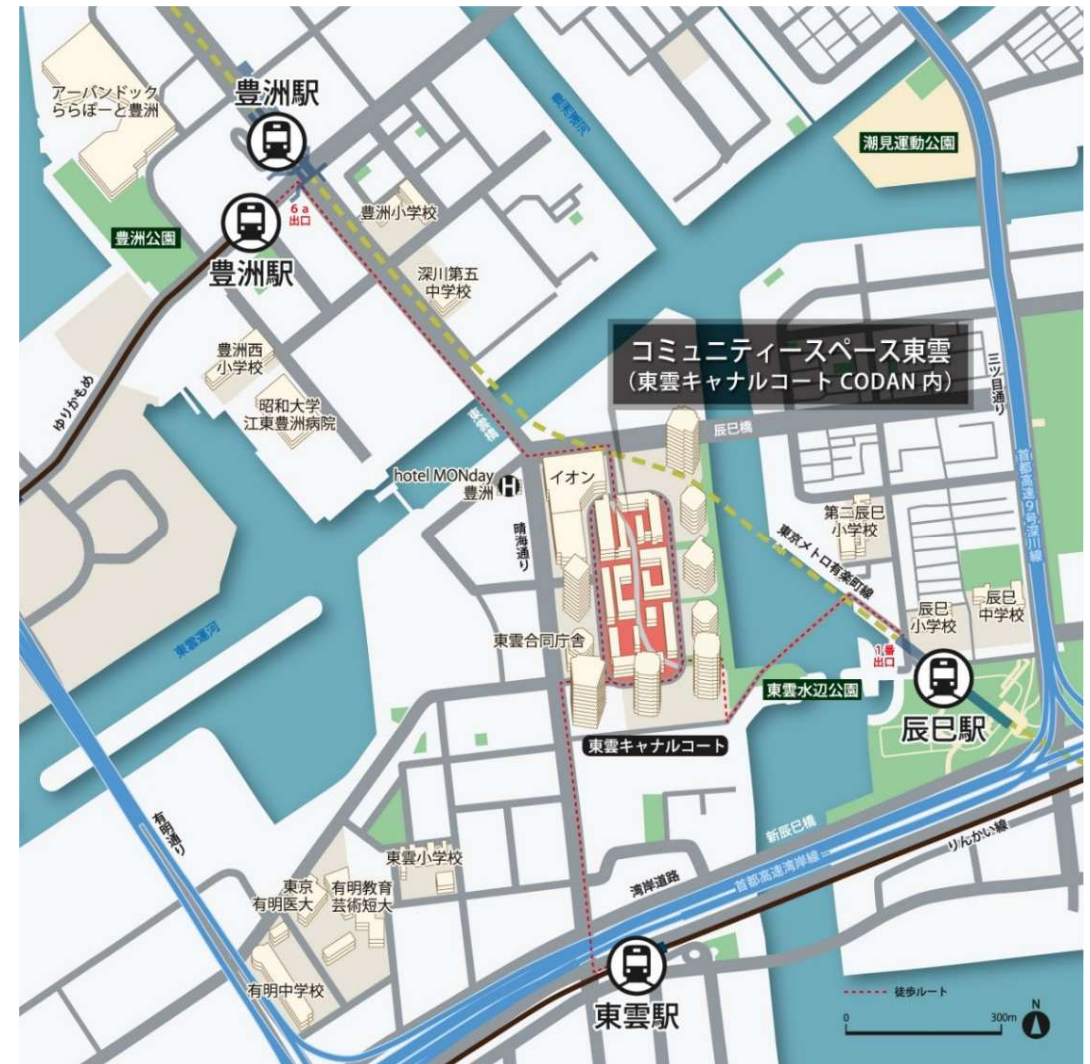 アーバンドック
ららぽーと豊洲
豊洲駅
豊洲公園
豊洲駅
6a
出口
豊洲小学校
深川第五
中学校
潮見運動公園
豊洲西
小学校
昭和大学
江東豊洲病院
ゆりかもめ
コミュニティースペース東雲
(東雲キャナルコート CODAN 内)
三ツ目通り
辰巳橋
hotel MONday
豊洲
H
イオン
晴海通り
首都高速9号深川線
第二辰巳
小学校
東京メトロ有楽町線
辰巳
小学校
辰巳
中学校
1番
出口
東雲運河
東雲合同庁舎
東雲水辺公園
辰巳駅
東雲キャナルコート
有明通り
新辰巳橋
りんかい線
首都高速湾岸線
湾岸道路
東雲小学校
東京
有明医大
有明教育
芸術短大
有明中学校
東雲駅
徒歩ルート
0
300m
N